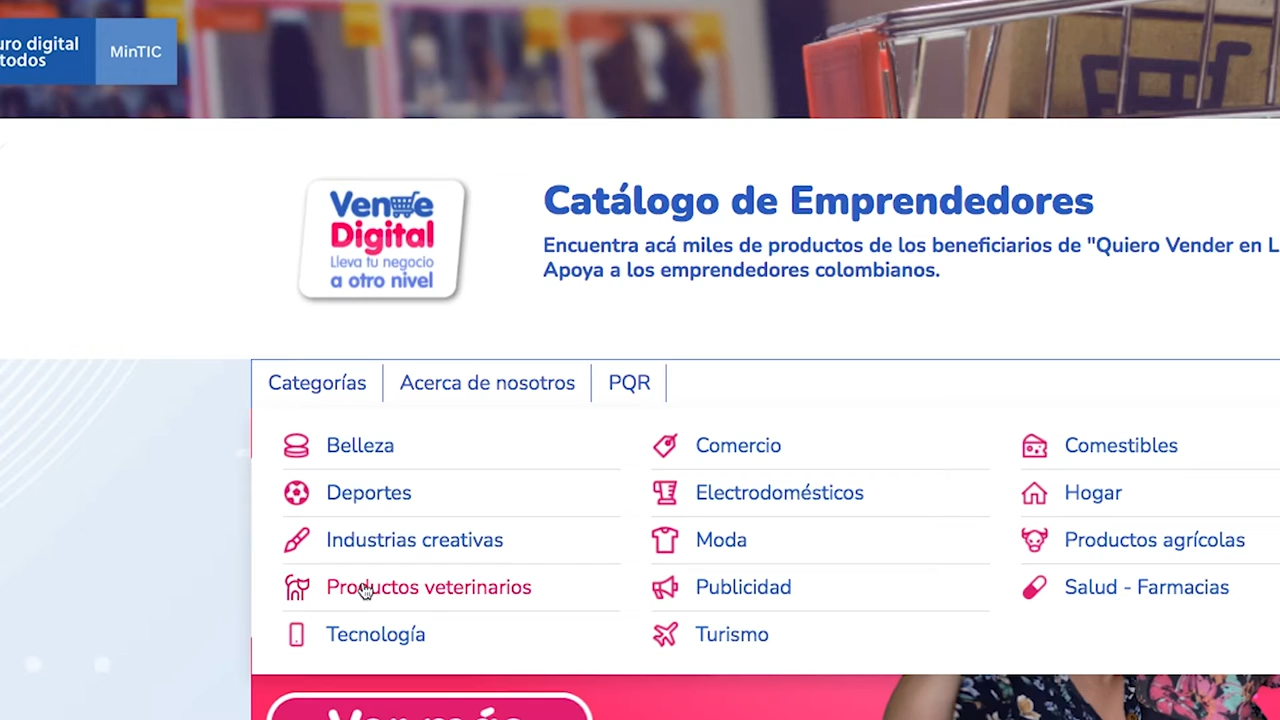 uro digital
todos
MinTIC
Vende
Digital
Lleva tu negocio
a otro nivel
Catálogo de Emprendedores
Encuentra acá miles de productos de los beneficiarios de "Quiero Vender en L
Apoya a los emprendedores colombianos.
Categorías
Acerca de nosotros
PQR
Belleza
Comercio
Comestibles
Deportes
Electrodomésticos
Hogar
Industrias creativas
Moda
Productos agrícolas
Productos veterinarios
Publicidad
Salud - Farmacias
Tecnología
Turismo